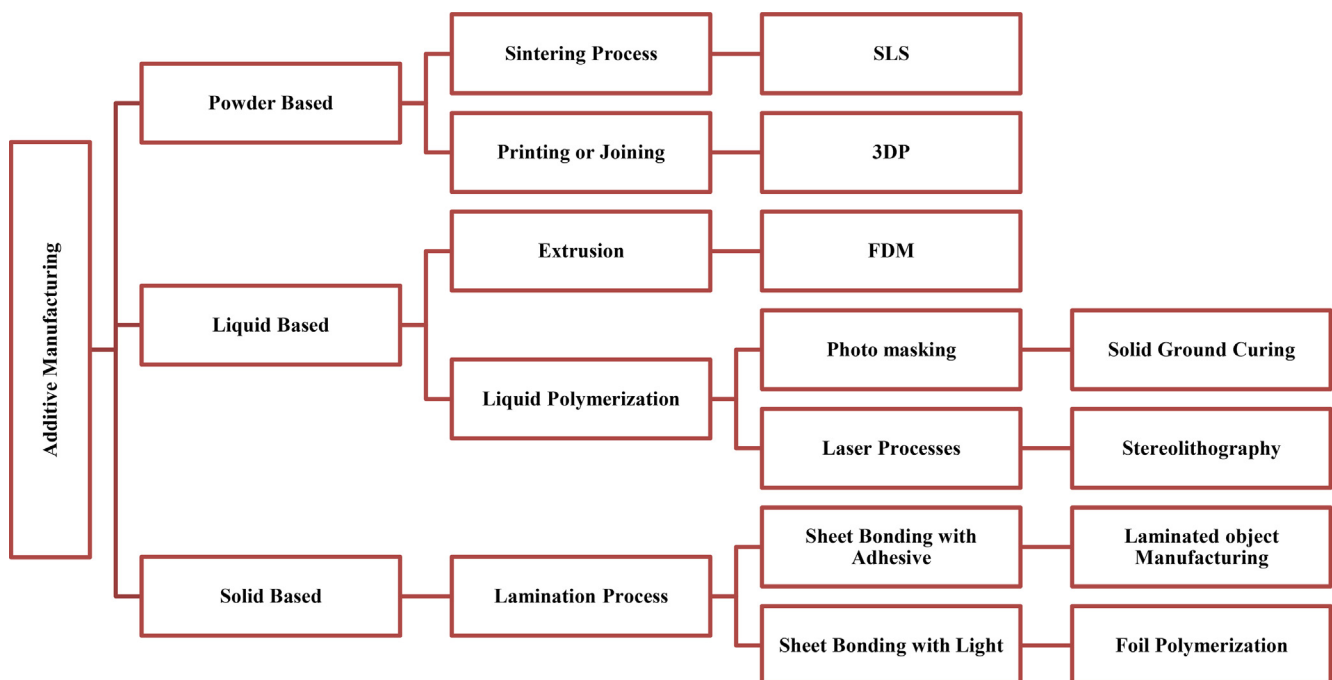 Additive Manufacturing
Powder Based
Sintering Process
SLS
Printing or Joining
3DP
Liquid Based
Extrusion
FDM
Liquid Polymerization
Photo masking
Solid Ground Curing
Laser Processes
Stereolithography
Solid Based
Lamination Process
Sheet Bonding with
Adhesive
Laminated object
Manufacturing
Sheet Bonding with Light
Foil Polymerization